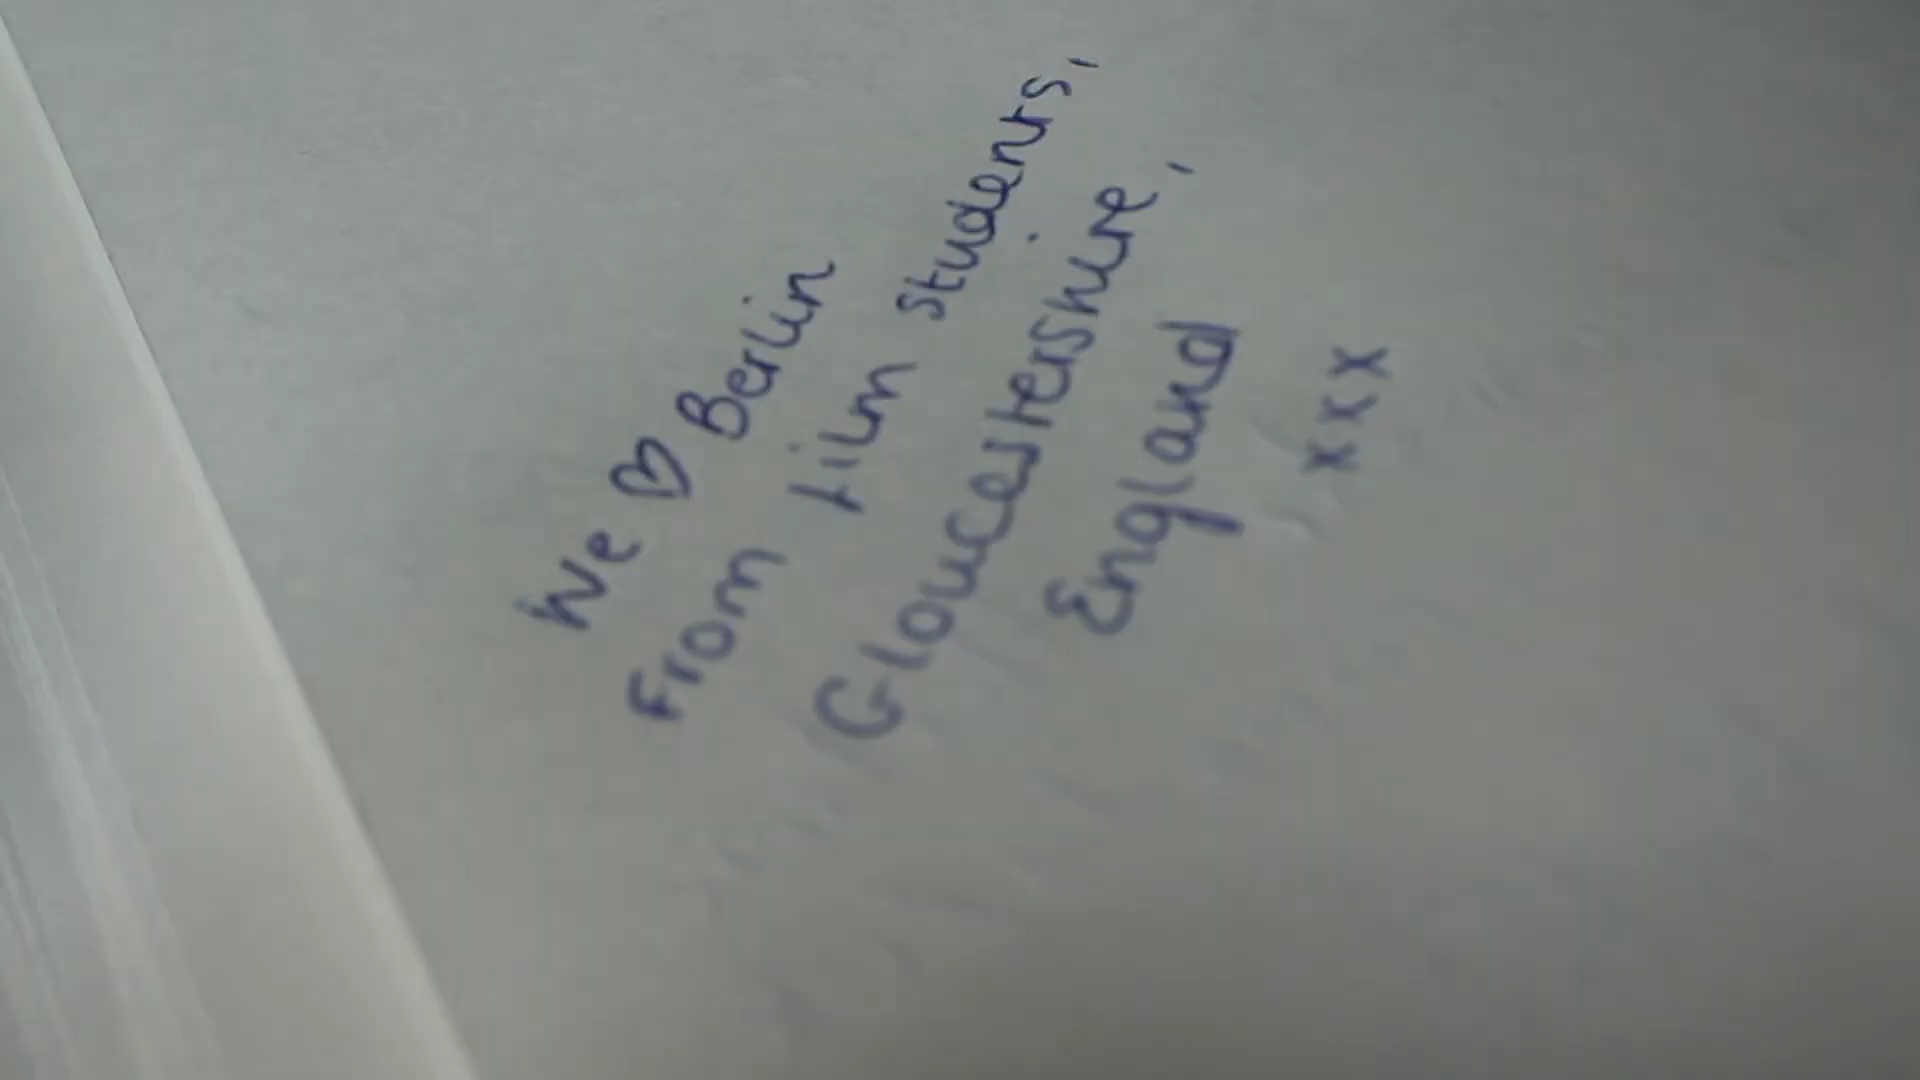 We ♡ Berlin
From film students,
Gloucestershire,
England
xxx